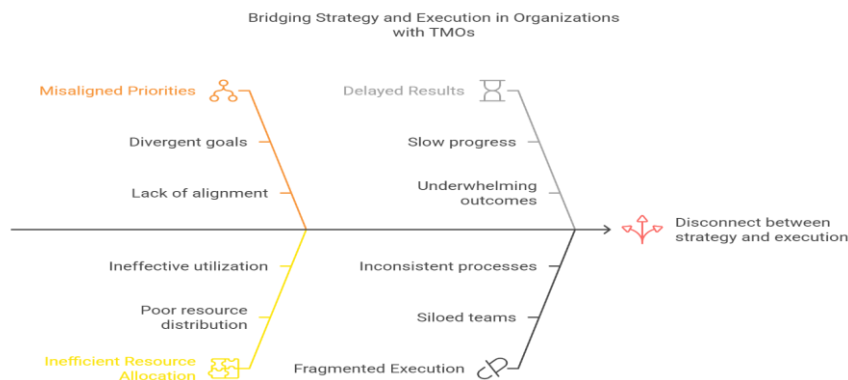 Bridging Strategy and Execution in Organizations
with TMOs
Misaligned Priorities
Divergent goals
Lack of alignment
Delayed Results
Slow progress
Underwhelming
outcomes
Disconnect between
strategy and execution
Ineffective utilization
Poor resource
distribution
Inefficient Resource
Allocation
Inconsistent processes
Siloed teams
Fragmented Execution